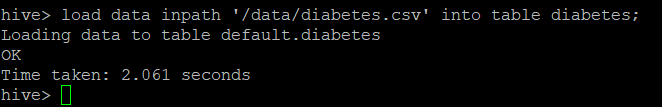 hive> load data inpath '/data/diabetes.csv' into table diabetes;
Loading data to table default.diabetes
OK
Time taken: 2.061 seconds
hive>